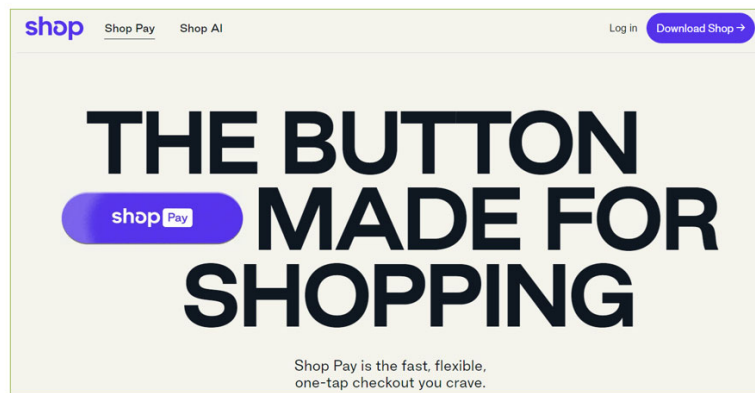 shop Shop Pay Shop AI Log in Download Shop →
THE BUTTON
shop Pay MADE FOR
SHOPPING
Shop Pay is the fast, flexible,
one-tap checkout you crave.